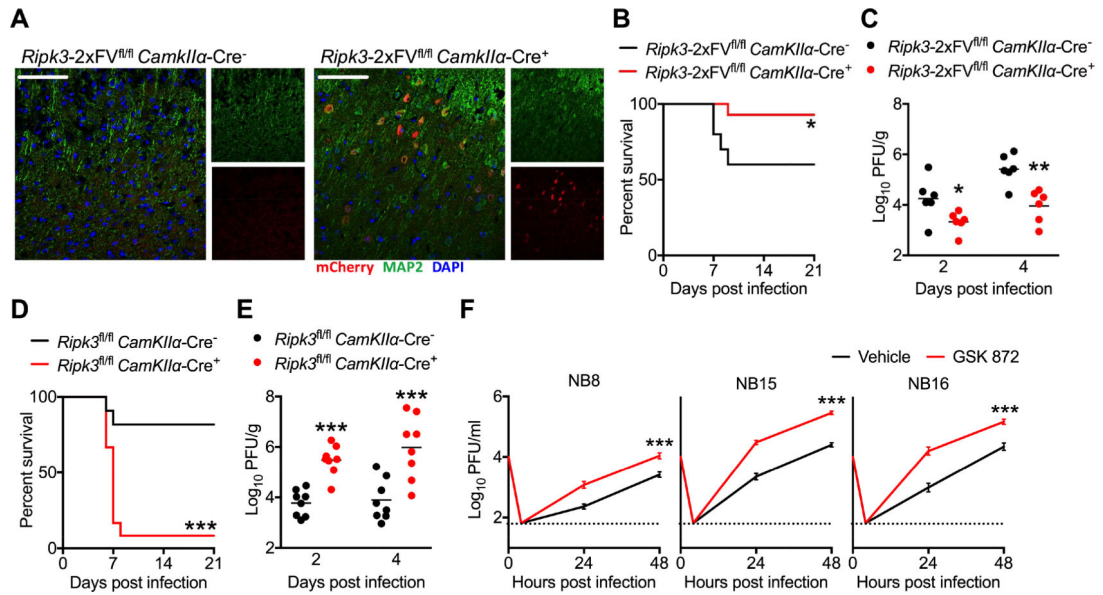 A
Ripk3-2xFVfl/fl CamkIIα-Cre-
Ripk3-2xFVfl/fl CamkIIα-Cre+
mCherry MAP2 DAPI
B
Ripk3-2xFVfl/fl CamKIIα-Cre-
Ripk3-2xFVfl/fl CamKIIα-Cre+
Percent survival
100
50
0
*
0 7 14 21
Days post infection
C
Ripk3-2xFVfl/fl CamKIIα-Cre-
Ripk3-2xFVfl/fl CamKIIα-Cre+
Log10 PFU/g
8
6
4
2
* **
2 4
Days post infection
D
Ripk3fl/fl CamKIIα-Cre-
Ripk3fl/fl CamKIIα-Cre+
Percent survival
100
50
0
***
0 7 14 21
Days post infection
E
Ripk3fl/fl CamKIIα-Cre-
Ripk3fl/fl CamKIIα-Cre+
Log10 PFU/g
8
6
4
2
*** ***
2 4
Days post infection
F
Vehicle GSK 872
NB8 NB15 NB16
Log10 PFU/ml
6
4
2
*** *** ***
0 24 48 0 24 48 0 24 48
Hours post infection Hours post infection Hours post infection